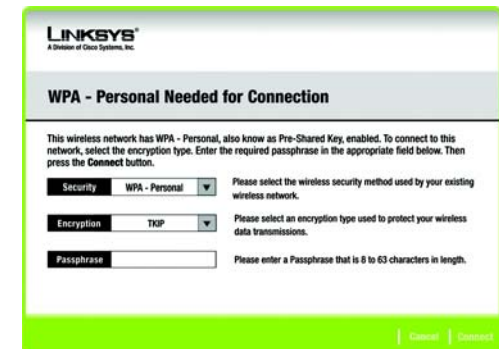 LINKSYS®
A Division of Cisco Systems, Inc.
WPA - Personal Needed for Connection
This wireless network has WPA - Personal, also know as Pre-Shared Key, enabled. To connect to this
network, select the encryption type. Enter the required passphrase in the appropriate field below. Then
press the Connect button.
Security WPA - Personal Please select the wireless security method used by your existing
wireless network.
Encryption TKIP Please select an encryption type used to protect your wireless
data transmissions.
Passphrase Please enter a Passphrase that is 8 to 63 characters in length.
Cancel Connect